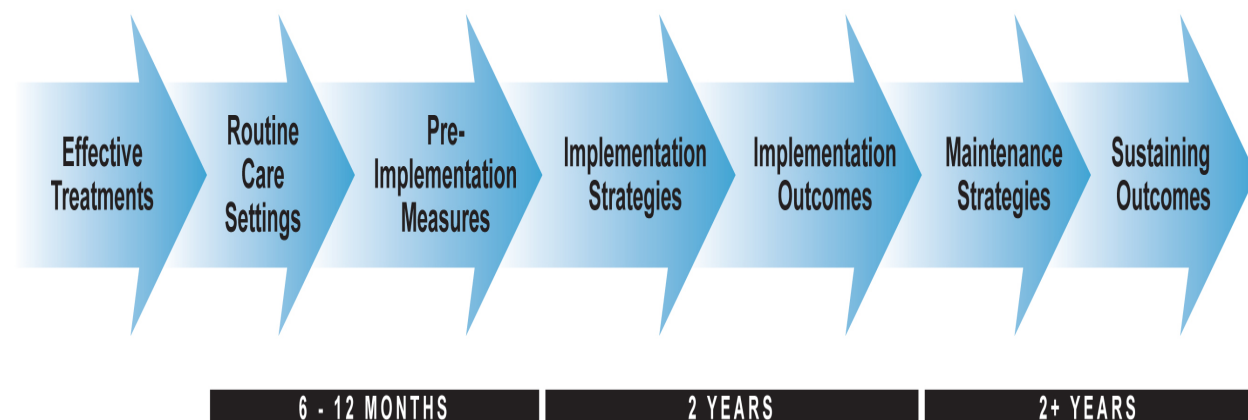 Effective
Treatments
Routine
Care
Settings
Pre-
Implementation
Measures
Implementation
Strategies
Implementation
Outcomes
Maintenance
Strategies
Sustaining
Outcomes
6 - 12 MONTHS
2 YEARS
2+ YEARS